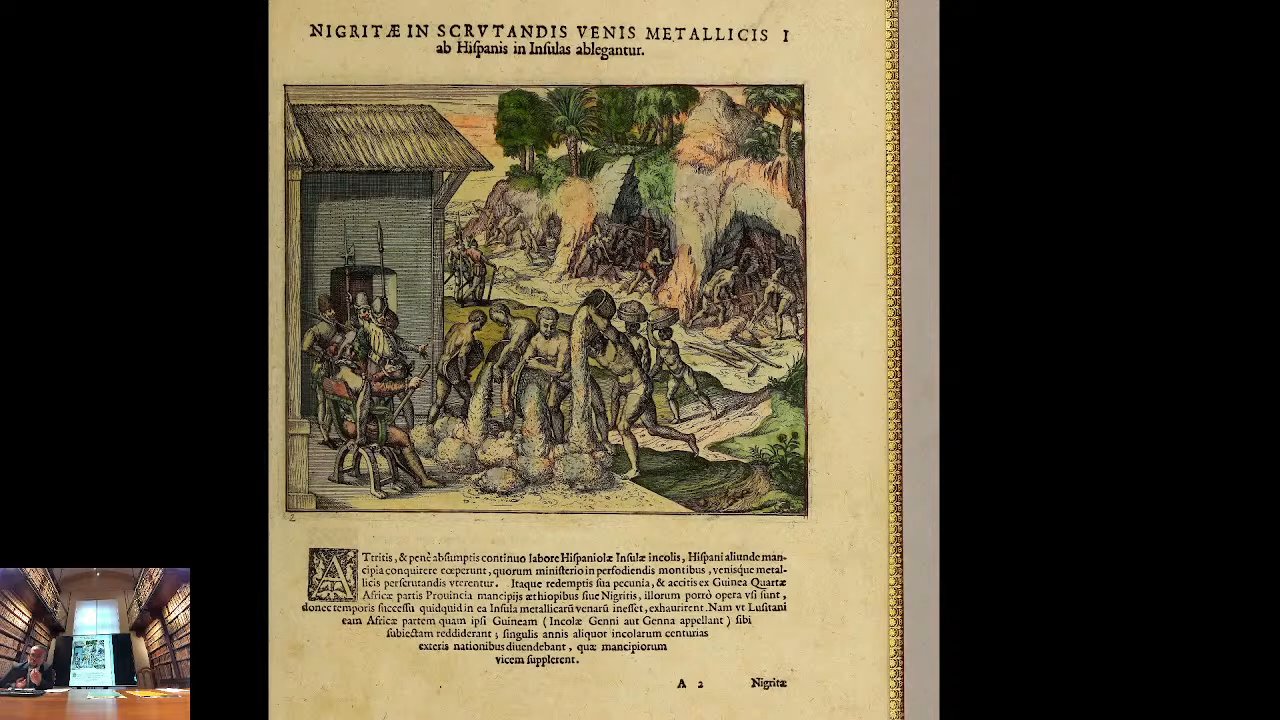 NIGRITÆ IN SCRVTANDIS VENIS METALLICIS I
ab Hiſpanis in Inſulas ablegantur.
2
ATtritis, & penè abſumptis continuo labore Hiſpaniolæ Inſulæ incolis, Hiſpani aliunde man-
cipia conquirere cœperunt, quorum miniſterio in perfodiendis montibus, veniſque metal-
licis perſcrutandis vterentur. Itaque redemptis ſua pecunia, & accitis ex Guinea Quartæ
Africæ partis Prouincia mancipijs æthiopibus ſiue Nigritis, illorum porrò opera vſi ſunt,
donec temporis ſucceſſu quidquid in ea Inſula metallicarũ venarũ ineſſet, exhaurirent. Nam vt Luſitani
eam Africæ partem quam ipſi Guineam (Incolæ Genni aut Genna appellant) ſibi
ſubiectam reddiderant; ſingulis annis aliquot incolarum centurias
exteris nationibus diuendebant, quæ mancipiorum
vicem ſupplerent.
A 2 Nigritæ